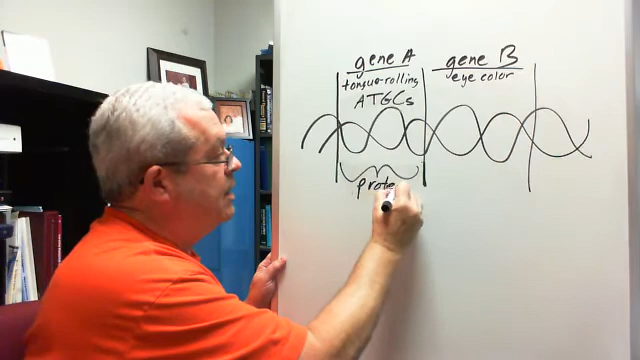 gene A
tongue-rolling
ATGCs
gene B
eye color
prote